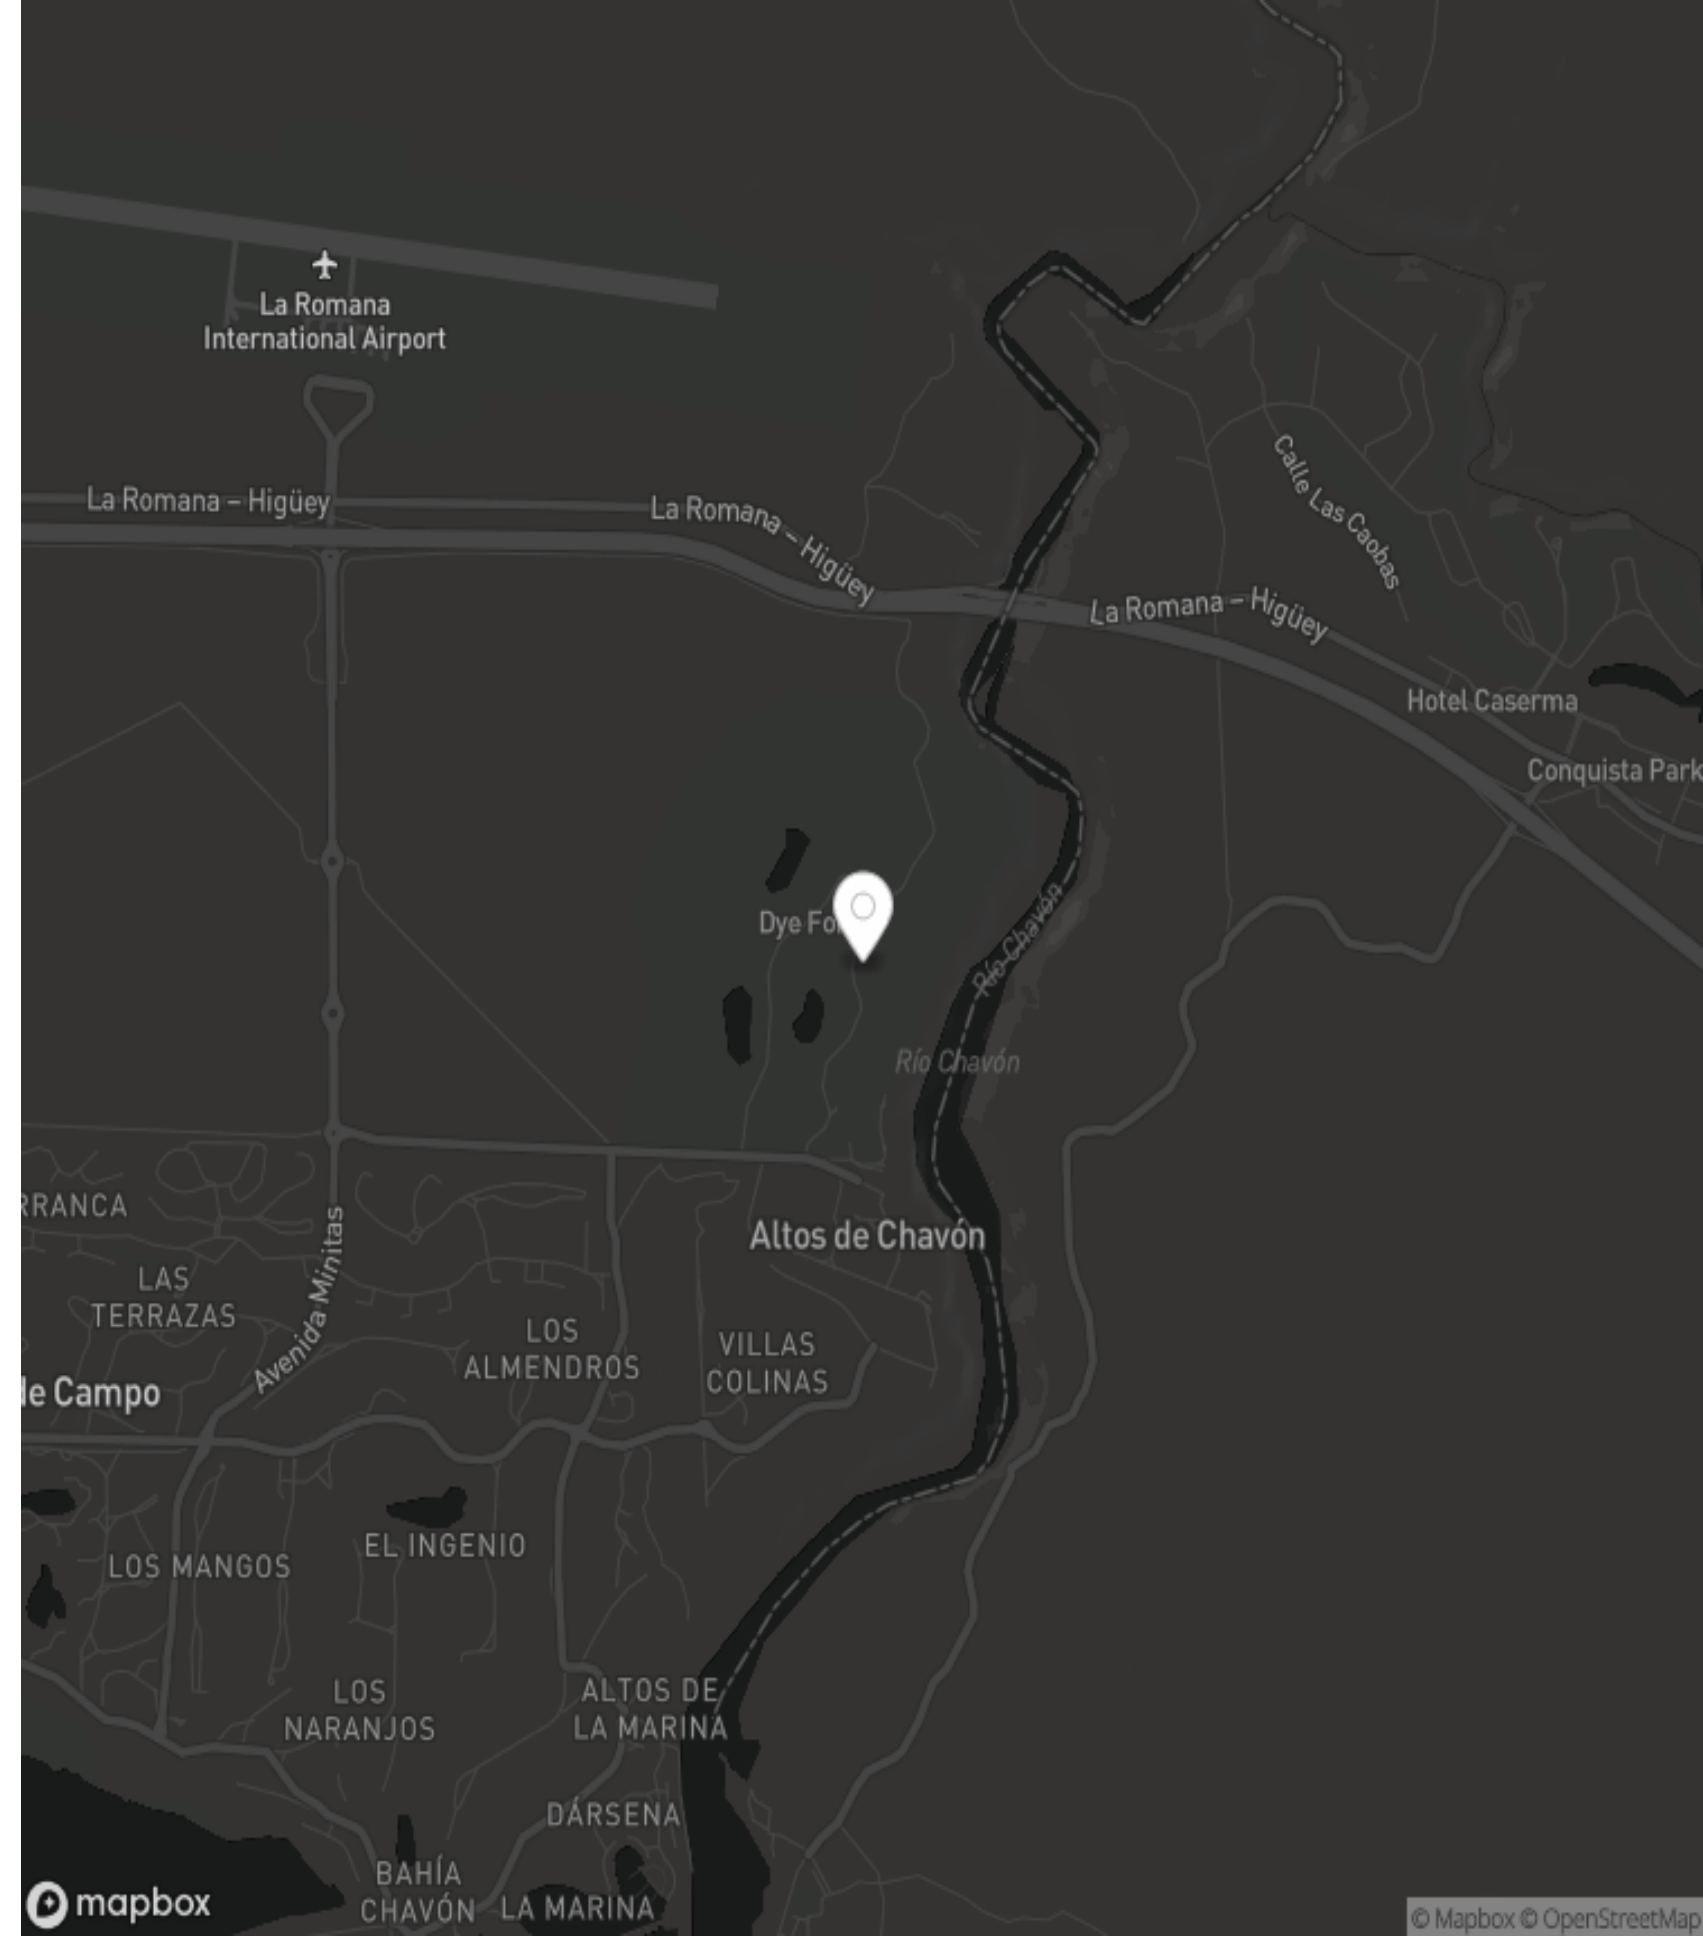 La Romana
International Airport
La Romana – Higüey
La Romana – Higüey
Calle Las Caobas
La Romana – Higüey
Hotel Caserma
Conquista Park
Dye Fo
Río Chavón
Río Chavón
RRANCA
Altos de Chavón
Avenida Minitas
LAS
TERRAZAS
LOS
ALMENDROS
VILLAS
COLINAS
de Campo
EL INGENIO
LOS MANGOS
LOS
NARANJOS
ALTOS DE
LA MARINA
DÁRSENA
BAHÍA
CHAVÓN
LA MARINA
mapbox
© Mapbox © OpenStreetMap